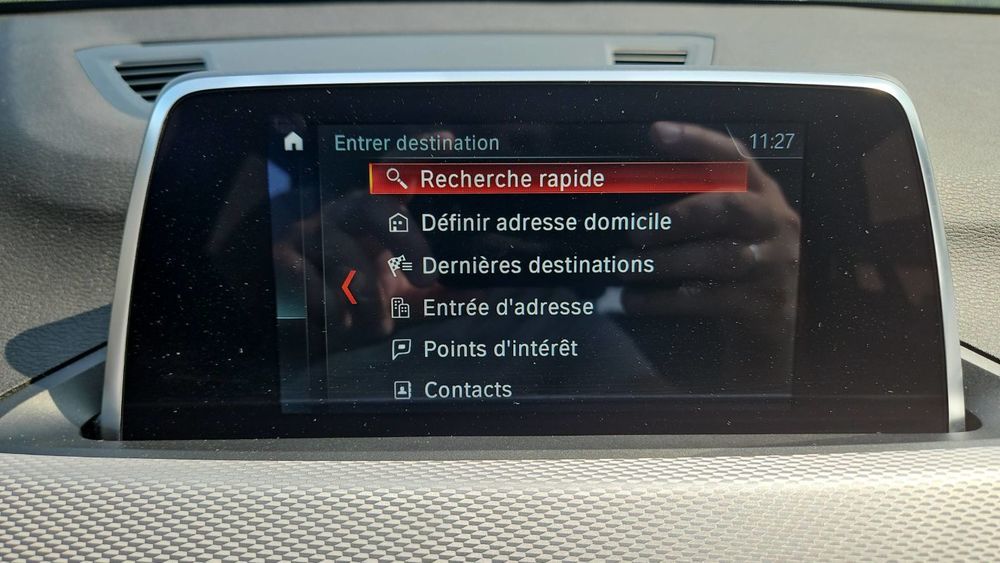 Entrer destination
11:27
Recherche rapide
Définir adresse domicile
Dernières destinations
Entrée d'adresse
Points d'intérêt
Contacts